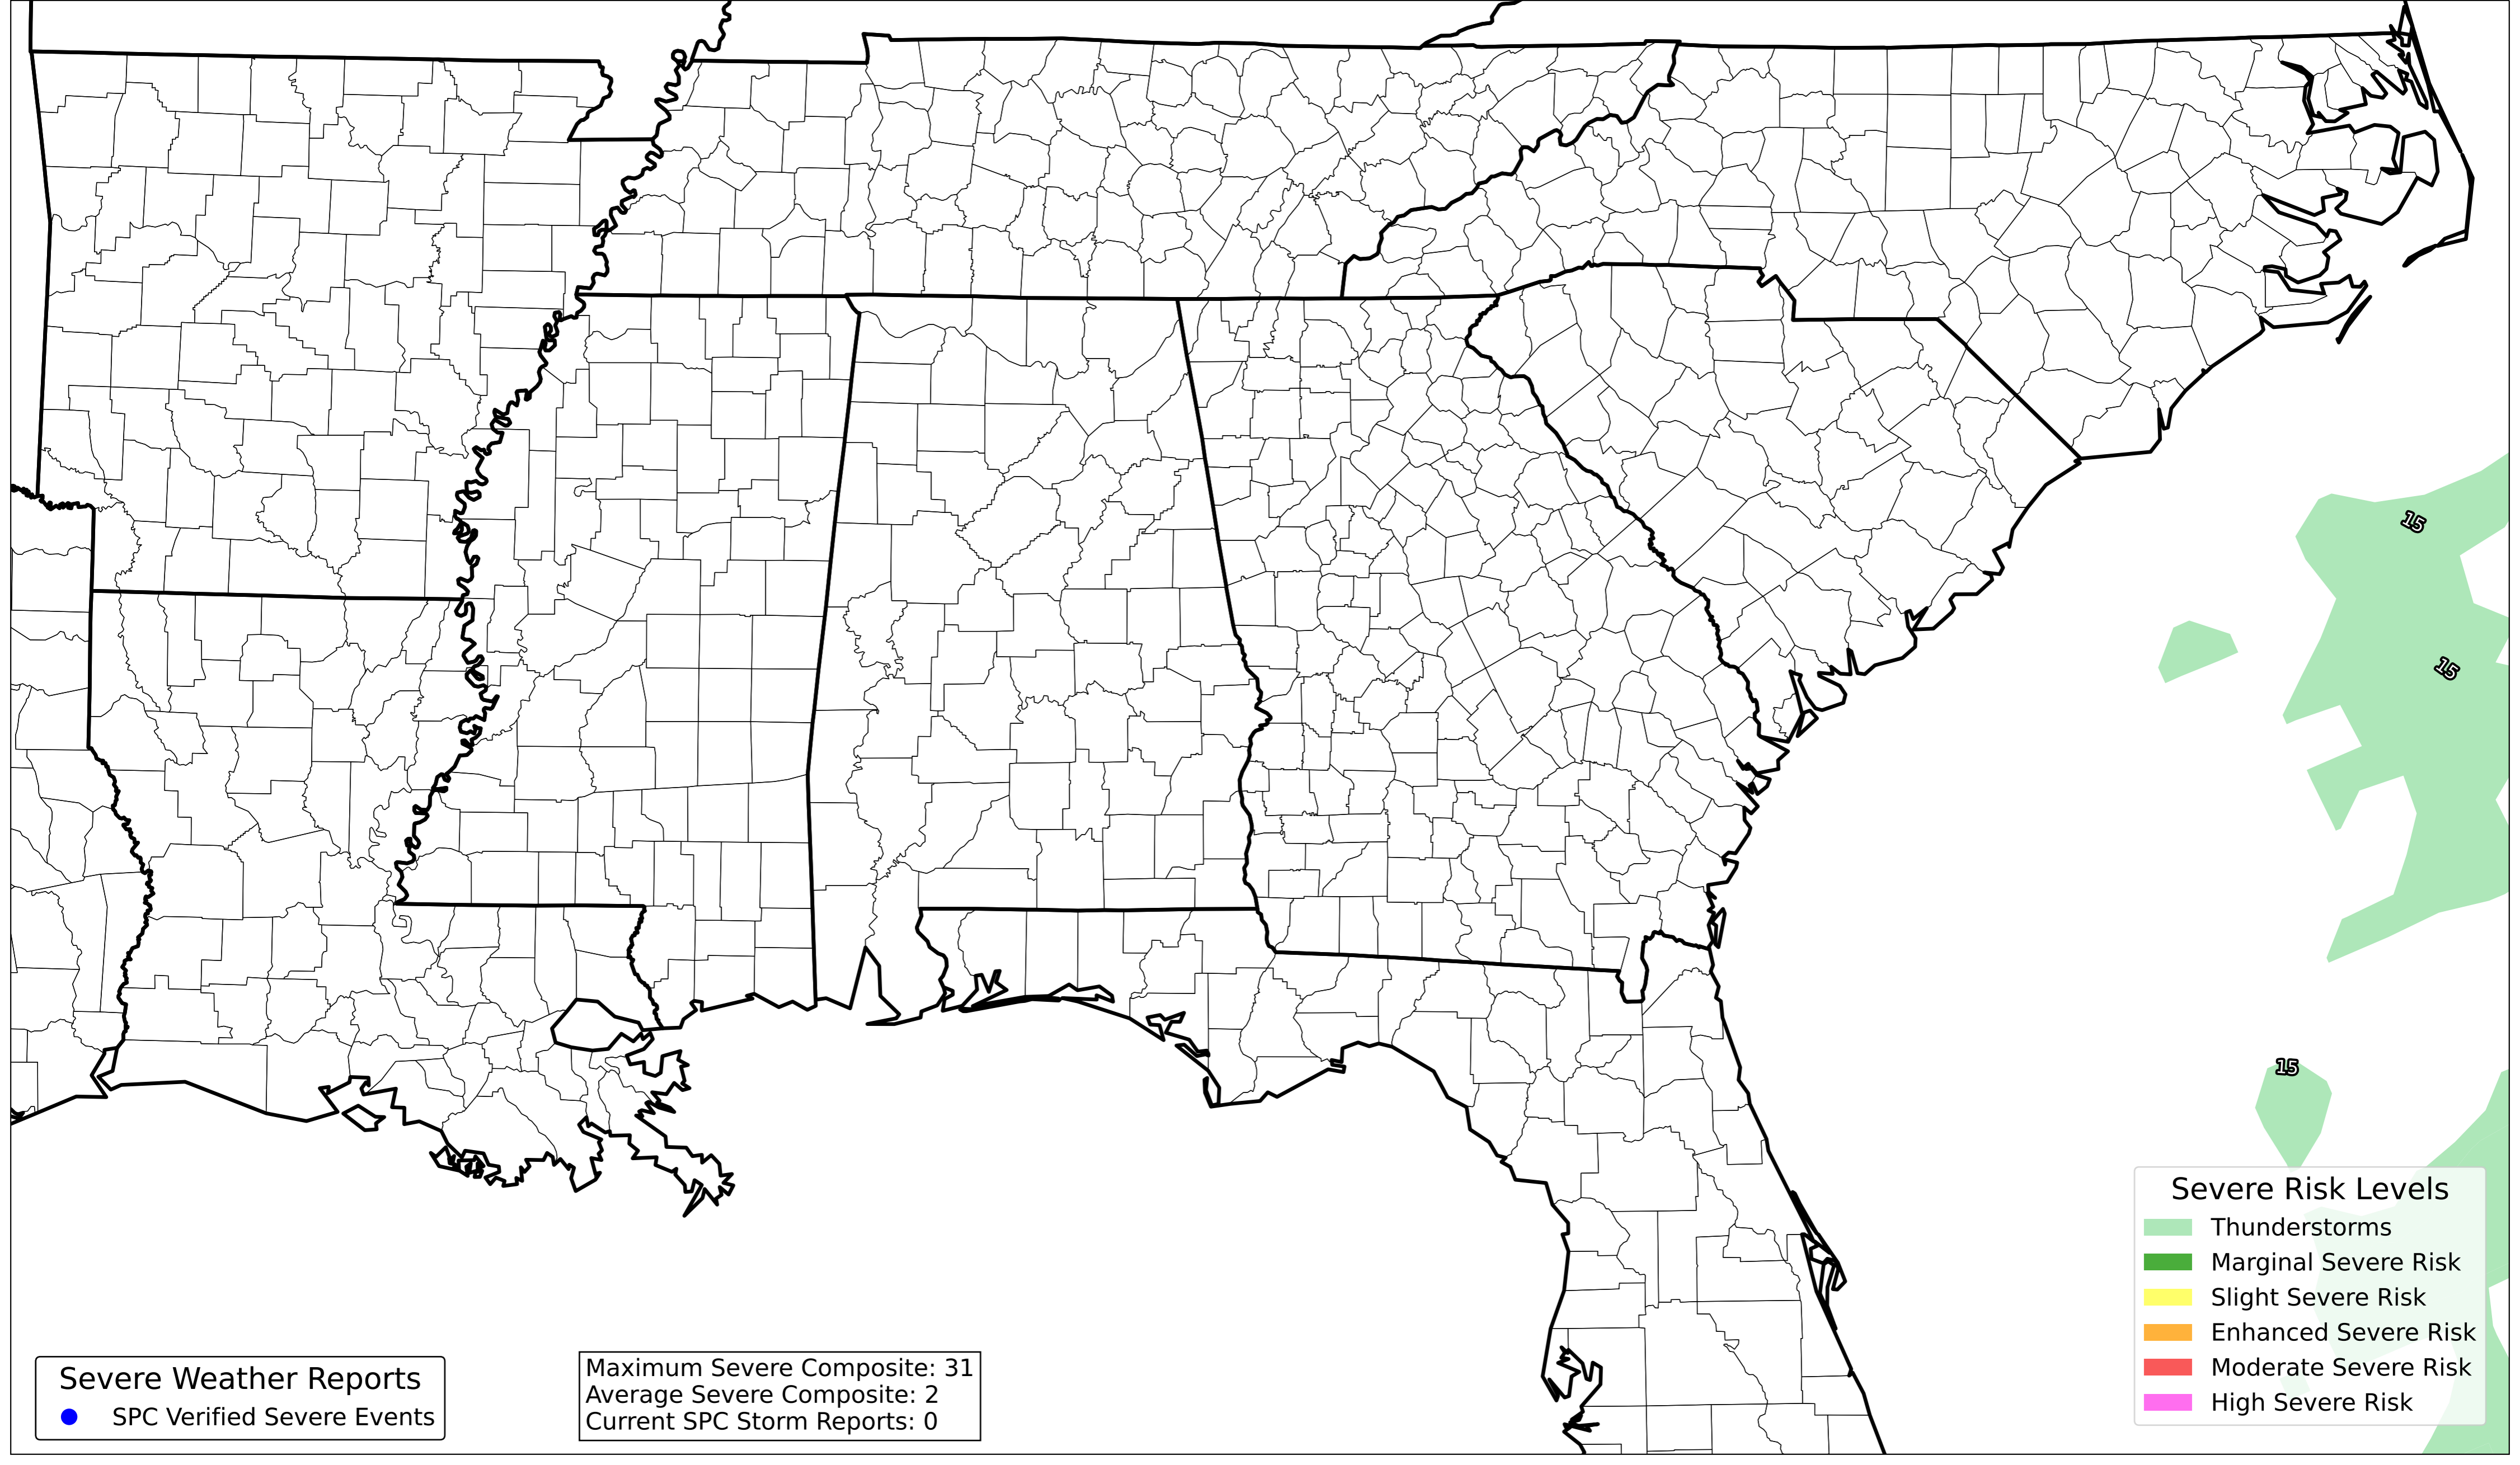 15
15
15
Severe Risk Levels
Thunderstorms
Marginal Severe Risk
Slight Severe Risk
Enhanced Severe Risk
Moderate Severe Risk
High Severe Risk
Severe Weather Reports
SPC Verified Severe Events
Maximum Severe Composite: 31
Average Severe Composite: 2
Current SPC Storm Reports: 0